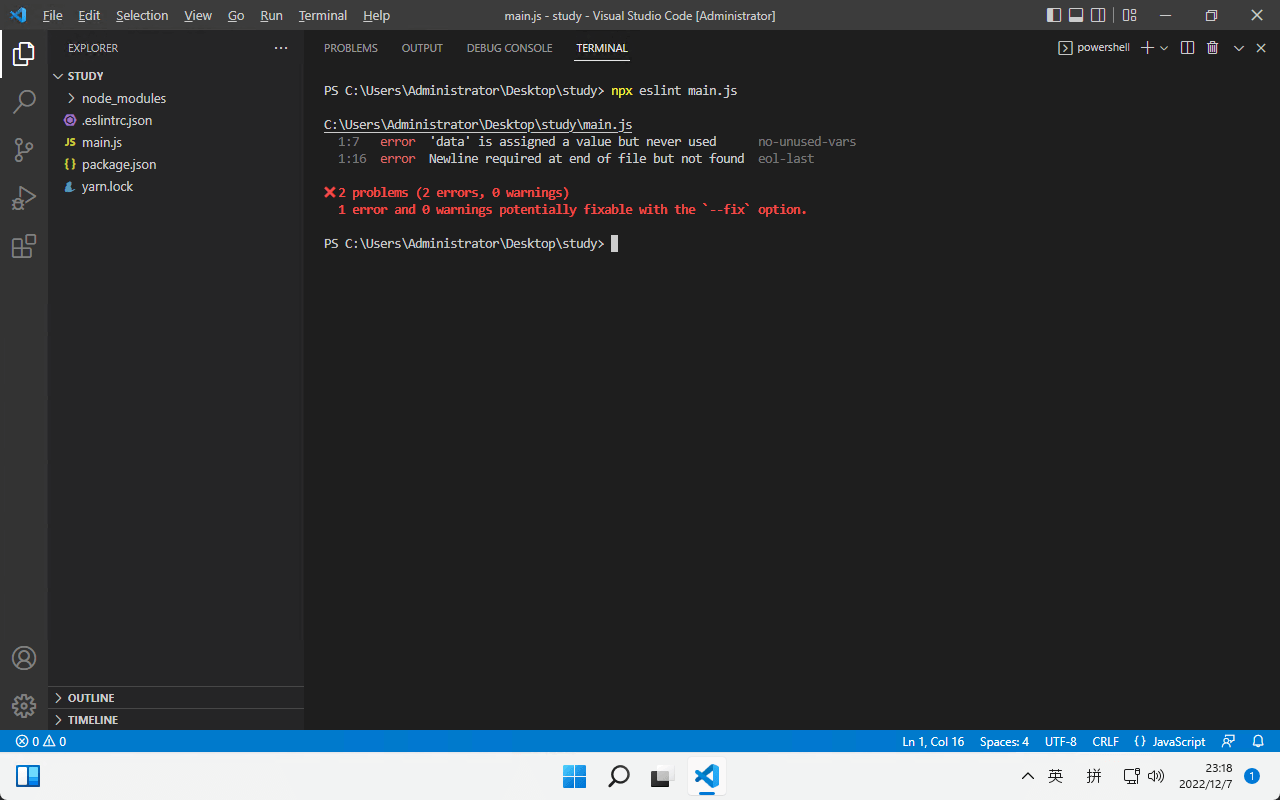 File Edit Selection View Go Run Terminal Help main.js - study - Visual Studio Code [Administrator]
EXPLORER
STUDY
node_modules
.eslintrc.json
JS main.js
{} package.json
yarn.lock
OUTLINE
TIMELINE
PROBLEMS OUTPUT DEBUG CONSOLE TERMINAL powershell
PS C:\Users\Administrator\Desktop\study> npx eslint main.js
C:\Users\Administrator\Desktop\study\main.js
1:7 error 'data' is assigned a value but never used no-unused-vars
1:16 error Newline required at end of file but not found eol-last
2 problems (2 errors, 0 warnings)
1 error and 0 warnings potentially fixable with the `--fix` option.
PS C:\Users\Administrator\Desktop\study>
0 0 Ln 1, Col 16 Spaces: 4 UTF-8 CRLF {} JavaScript
英 拼 23:18
2022/12/7 1